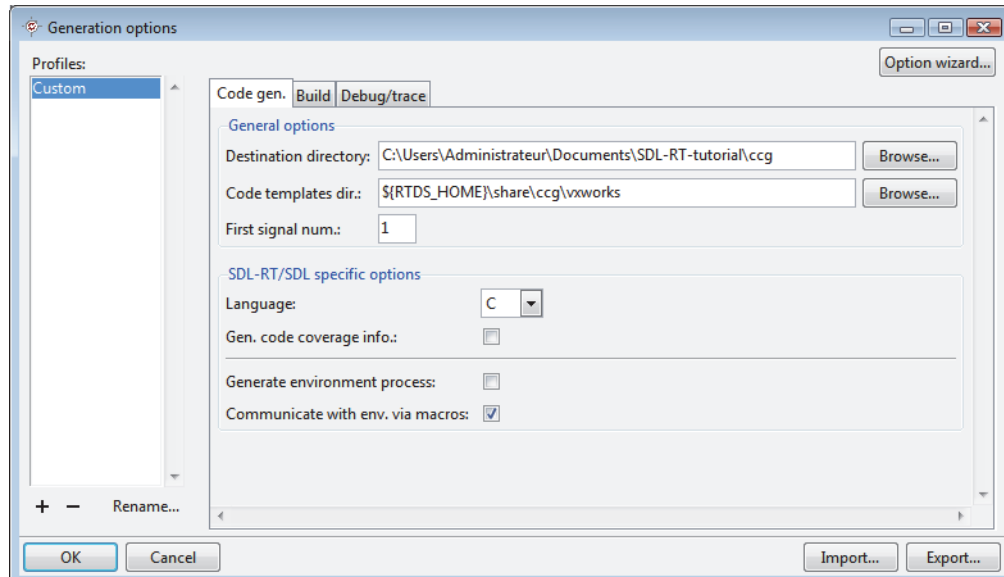 Generation options
Profiles:
Option wizard...
Custom
Code gen. Build Debug/trace
General options
Destination directory: C:\Users\Administrateur\Documents\SDL-RT-tutorial\ccg Browse...
Code templates dir.: ${RTDS_HOME}\share\ccg\vxworks Browse...
First signal num.: 1
SDL-RT/SDL specific options
Language: C
Gen. code coverage info.:
Generate environment process:
Communicate with env. via macros:
+ − Rename...
OK Cancel Import... Export...